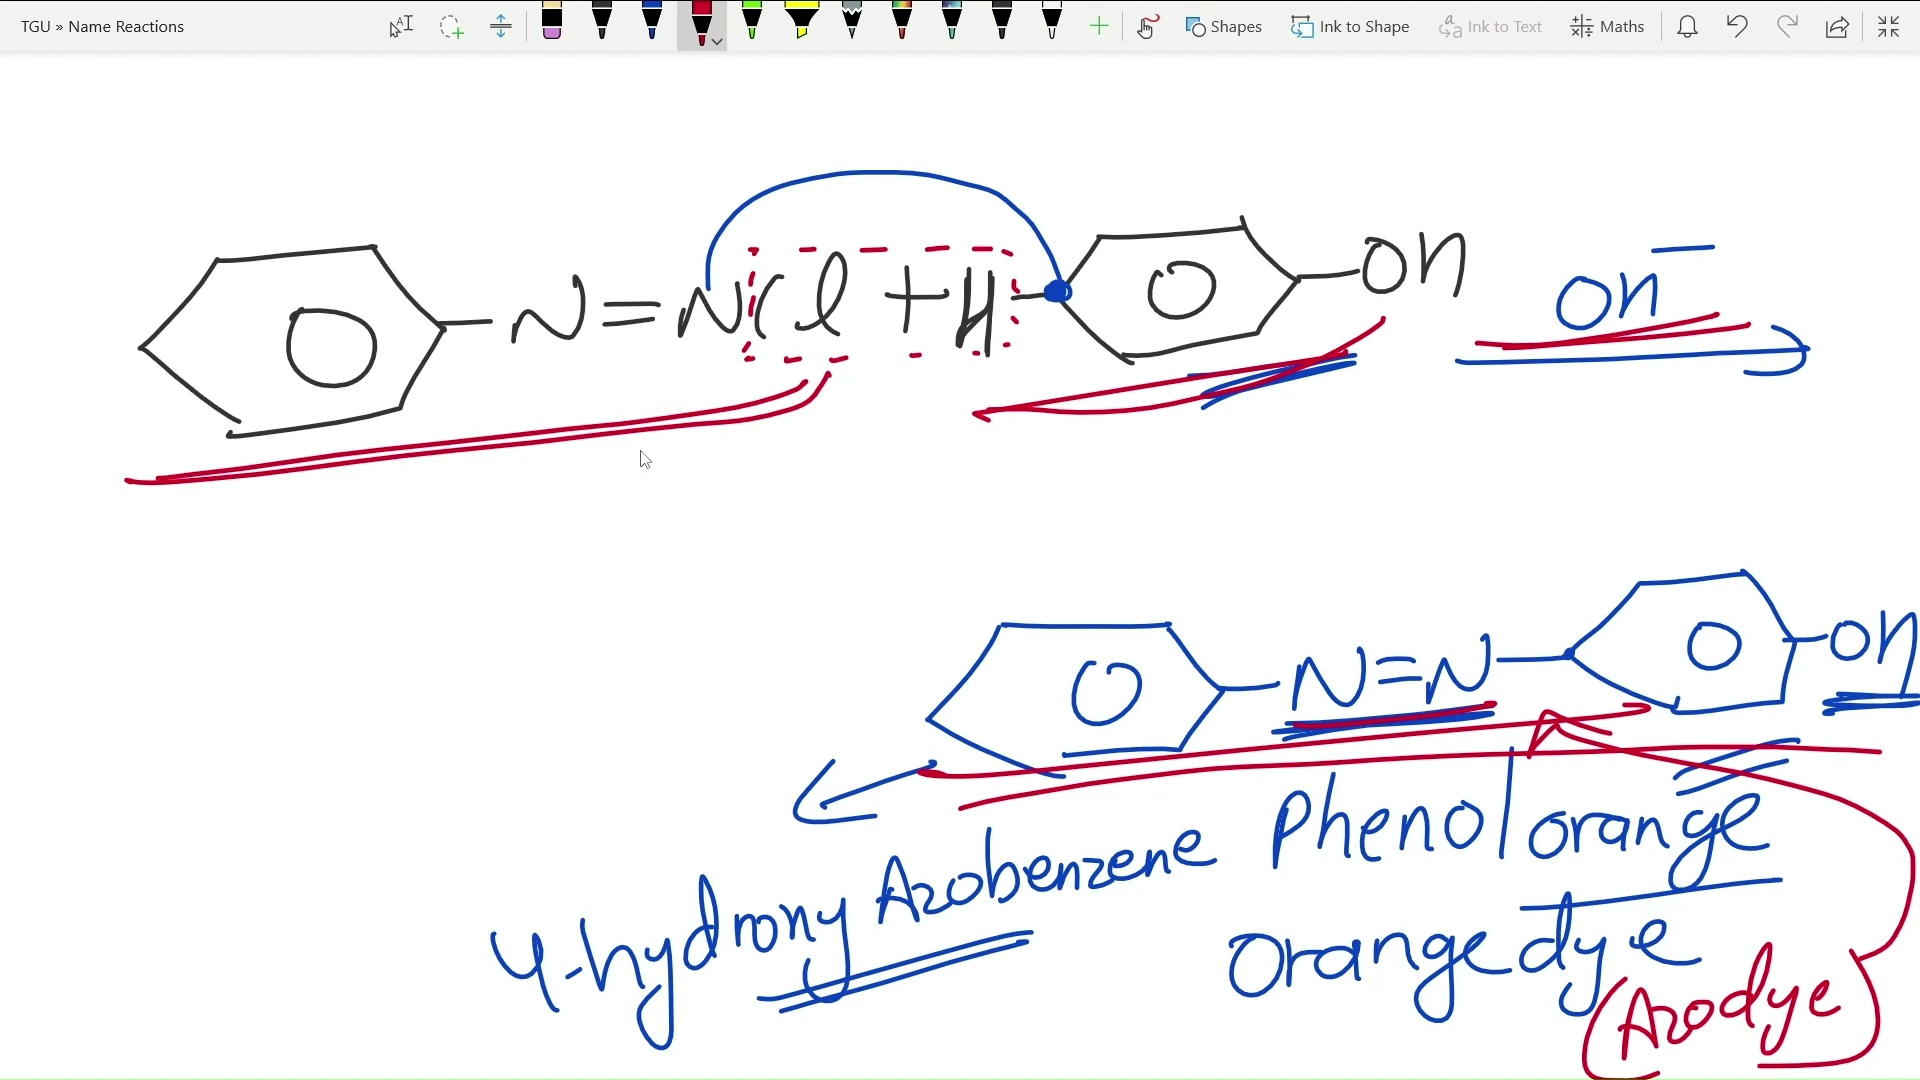 TGU » Name Reactions
Shapes
Ink to Shape
Ink to Text
Maths
N=NCl + H
OH
OH⁻
N=N
OH
4-hydroxy Azobenzene
Phenol orange
orange dye
(Azodye)